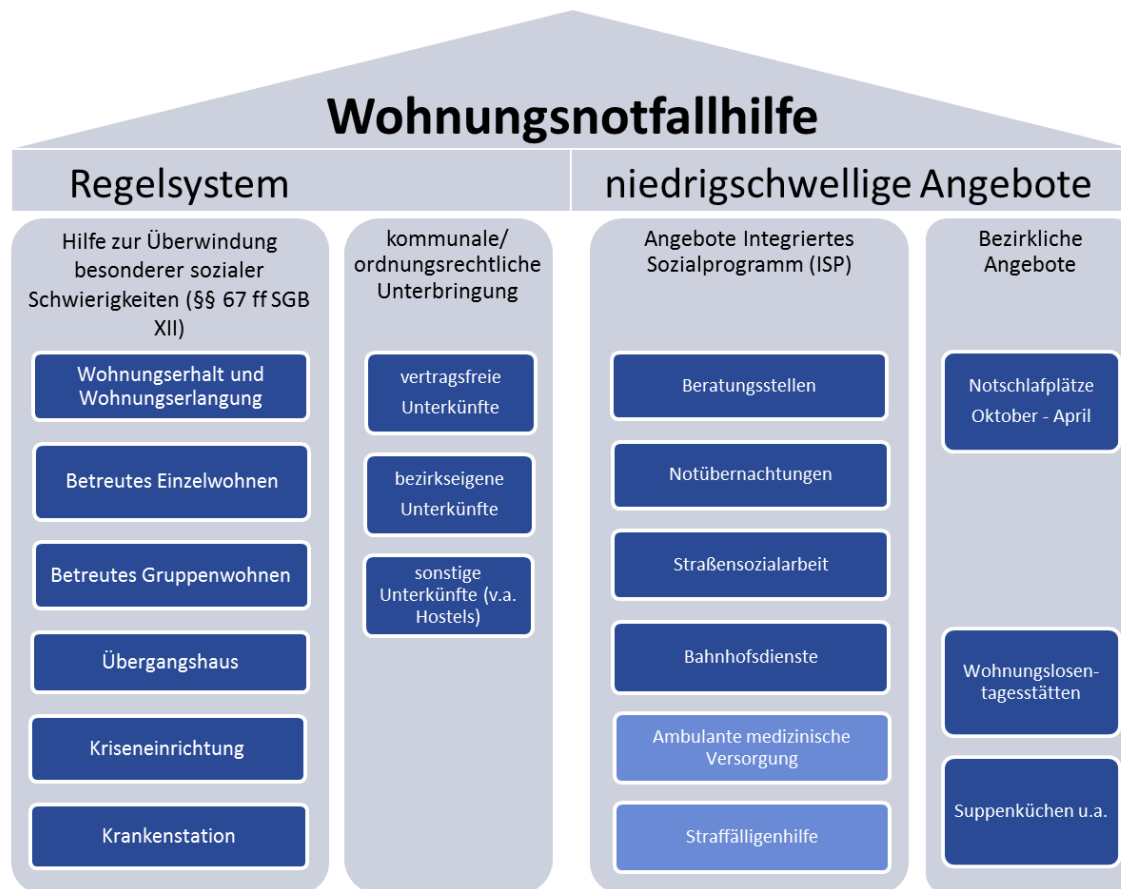 Wohnungsnotfallhilfe
Regelsystem
niedrigschwellige Angebote
Hilfe zur Überwindung
besonderer sozialer
Schwierigkeiten (§§ 67 ff SGB
XII)
Wohnungserhalt und
Wohnungserlangung
Betreutes Einzelwohnen
Betreutes Gruppenwohnen
Übergangshaus
Kriseneinrichtung
Krankenstation
kommunale/
ordnungsrechtliche
Unterbringung
vertragsfreie
Unterkünfte
bezirkseigene
Unterkünfte
sonstige
Unterkünfte (v.a.
Hostels)
Angebote Integriertes
Sozialprogramm (ISP)
Beratungsstellen
Notübernachtungen
Straßensozialarbeit
Bahnhofsdienste
Ambulante medizinische
Versorgung
Straffälligenhilfe
Bezirkliche
Angebote
Notschlafplätze
Oktober - April
Wohnungslosen-
tagesstätten
Suppenküchen u.a.